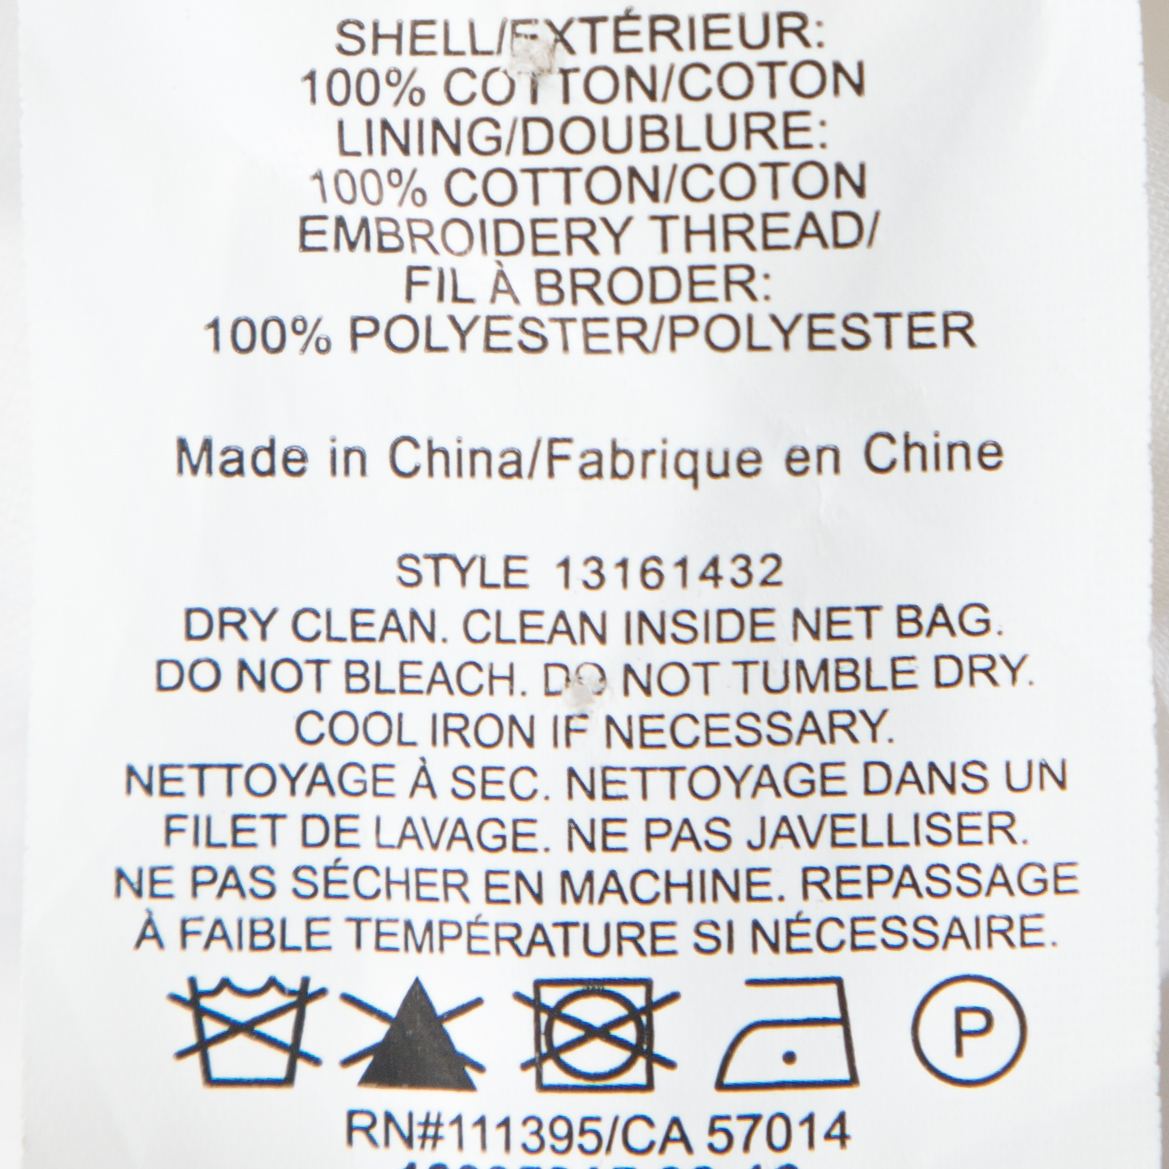 SHELL/EXTÉRIEUR:
100% COTTON/COTON
LINING/DOUBLURE:
100% COTTON/COTON
EMBROIDERY THREAD/
FIL À BRODER:
100% POLYESTER/POLYESTER
Made in China/Fabrique en Chine
STYLE 13161432
DRY CLEAN. CLEAN INSIDE NET BAG.
DO NOT BLEACH. DO NOT TUMBLE DRY.
COOL IRON IF NECESSARY.
NETTOYAGE À SEC. NETTOYAGE DANS UN
FILET DE LAVAGE. NE PAS JAVELLISER.
NE PAS SÉCHER EN MACHINE. REPASSAGE
À FAIBLE TEMPÉRATURE SI NÉCESSAIRE.
P
RN#111395/CA 57014